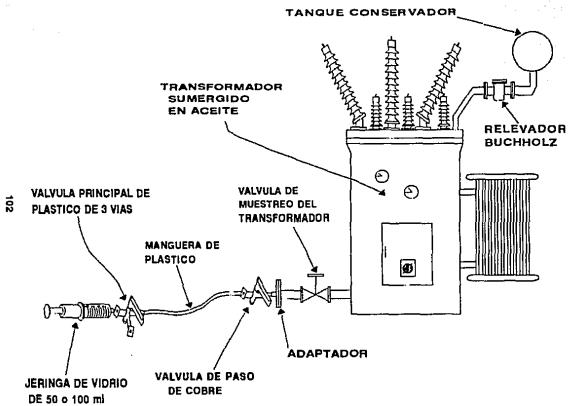 TANQUE CONSERVADOR
TRANSFORMADOR
SUMERGIDO
EN ACEITE
RELEVADOR
BUCHHOLZ
102
VALVULA PRINCIPAL DE
PLASTICO DE 3 VIAS
VALVULA DE
MUESTREO DEL
TRANSFORMADOR
MANGUERA DE
PLASTICO
ADAPTADOR
VALVULA DE PASO
DE COBRE
JERINGA DE VIDRIO
DE 50 o 100 ml